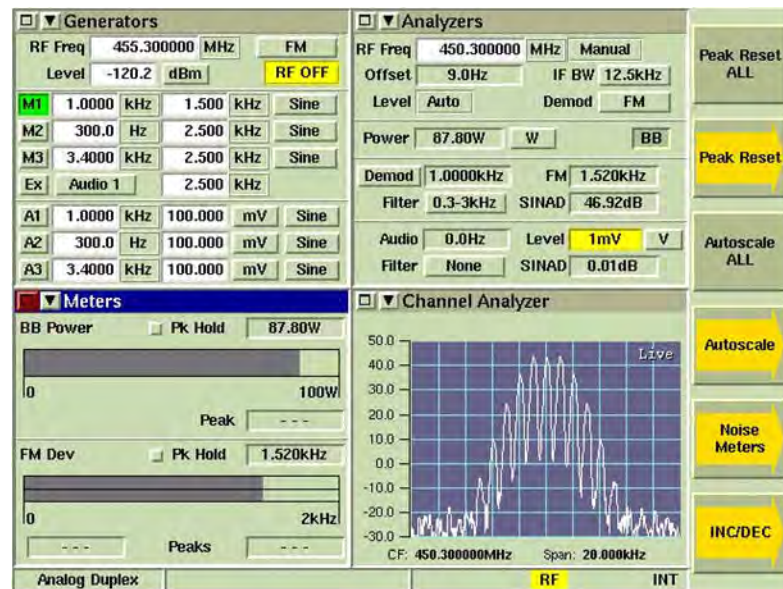 Generators
RF Freq 455.300000 MHz FM
Level -120.2 dBm RF OFF
M1 1.0000 kHz 1.500 kHz Sine
M2 300.0 Hz 2.500 kHz Sine
M3 3.4000 kHz 2.500 kHz Sine
Ex Audio 1 2.500 kHz
A1 1.0000 kHz 100.000 mV Sine
A2 300.0 Hz 100.000 mV Sine
A3 3.4000 kHz 100.000 mV Sine
Analyzers
RF Freq 450.300000 MHz Manual
Offset 9.0Hz IF BW 12.5kHz
Level Auto Demod FM
Power 87.80W W BB
Demod 1.0000kHz FM 1.520kHz
Filter 0.3-3kHz SINAD 46.92dB
Audio 0.0Hz Level 1mV V
Filter None SINAD 0.01dB
Meters
BB Power Pk Hold 87.80W
0 100W
Peak - - -
FM Dev Pk Hold 1.520kHz
0 2kHz
- - - Peaks - - -
Channel Analyzer
Live
50.0
40.0
30.0
20.0
10.0
0.0
-10.0
-20.0
-30.0
CF: 450.300000MHz Span: 20.000kHz
Peak Reset
ALL
Peak Reset
Autoscale
ALL
Autoscale
Noise
Meters
INC/DEC
Analog Duplex RF INT